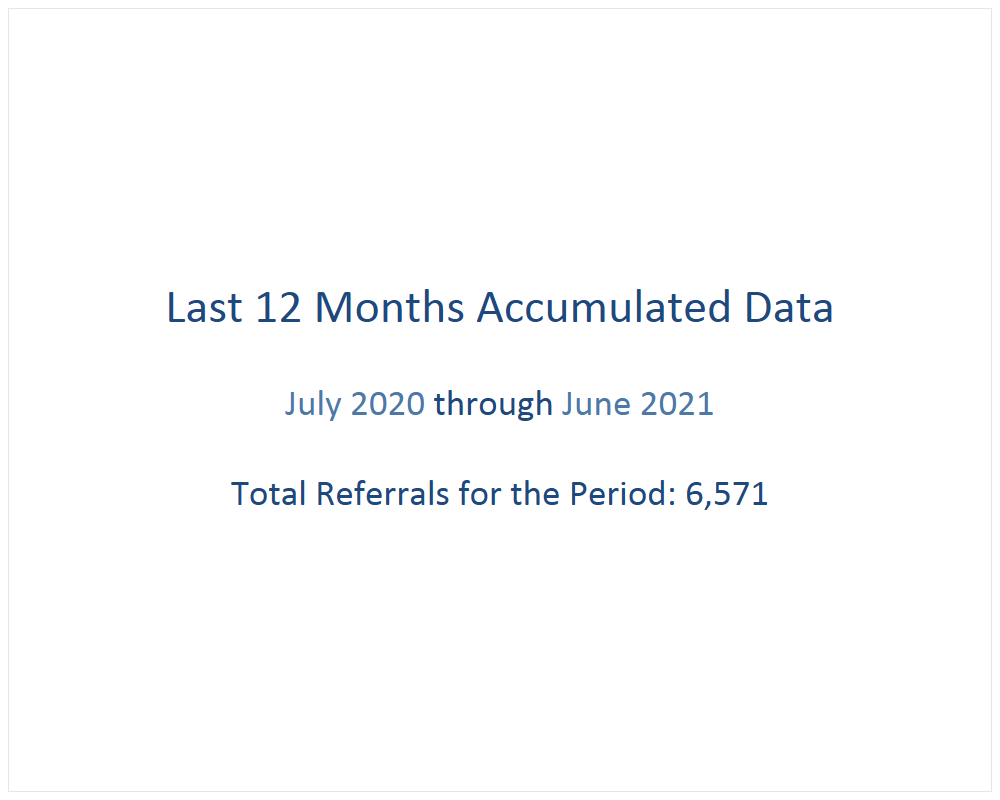 Last 12 Months Accumulated Data
July 2020 through June 2021
Total Referrals for the Period: 6,571